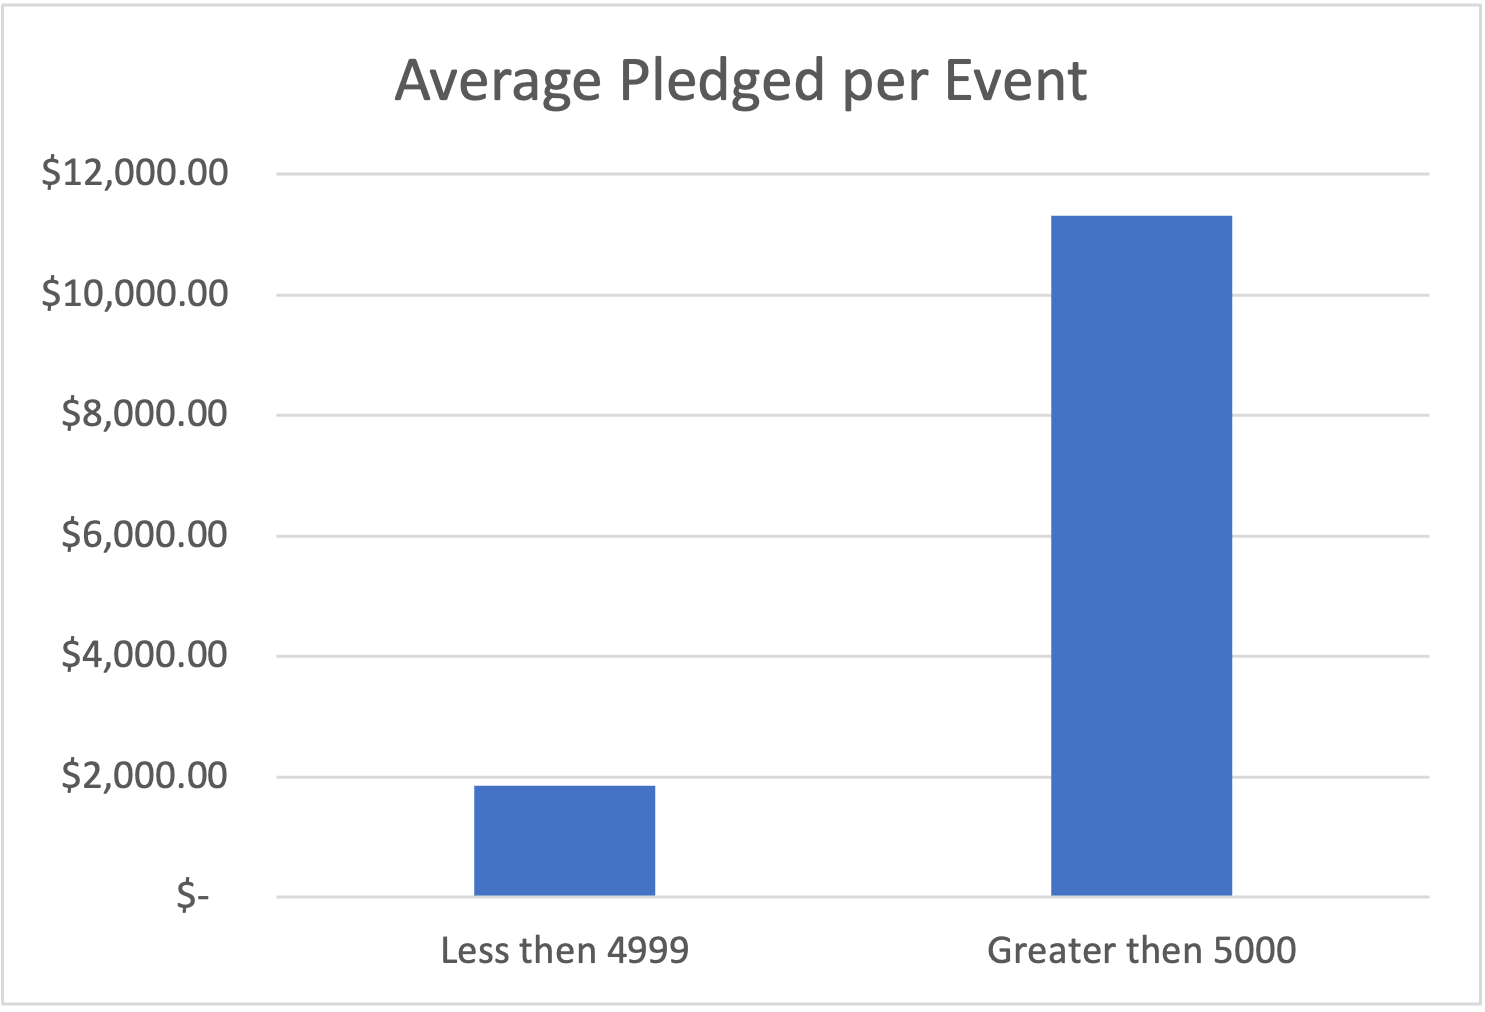 Average Pledged per Event
$12,000.00
$10,000.00
$8,000.00
$6,000.00
$4,000.00
$2,000.00
$-
Less then 4999
Greater then 5000